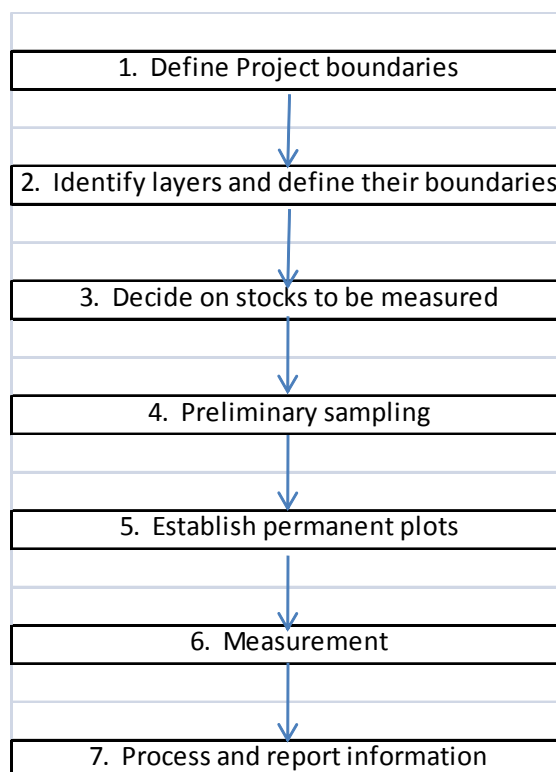 1. Define Project boundaries
2. Identify layers and define their boundaries
3. Decide on stocks to be measured
4. Preliminary sampling
5. Establish permanent plots
6. Measurement
7. Process and report information